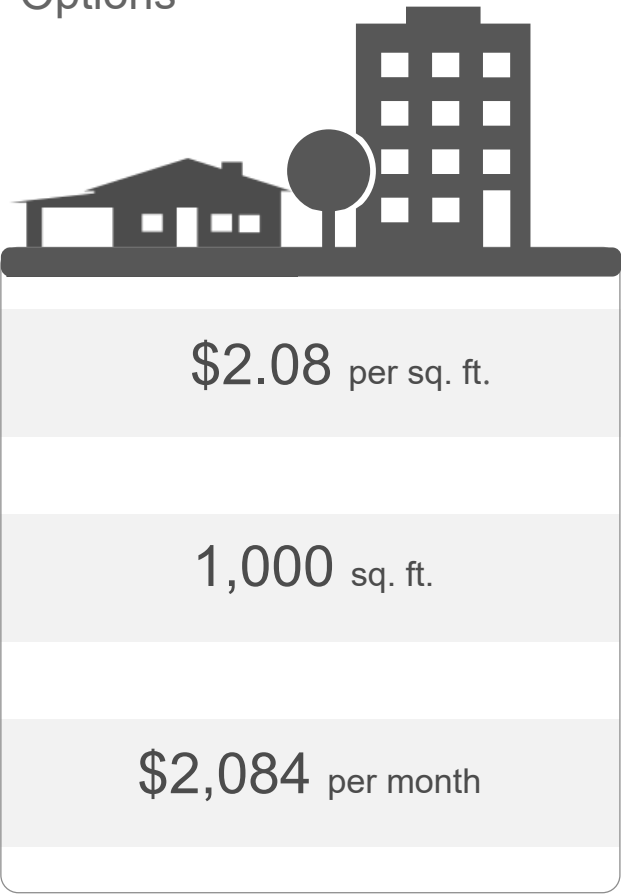 Options
$2.08 per sq. ft.
1,000 sq. ft.
$2,084 per month